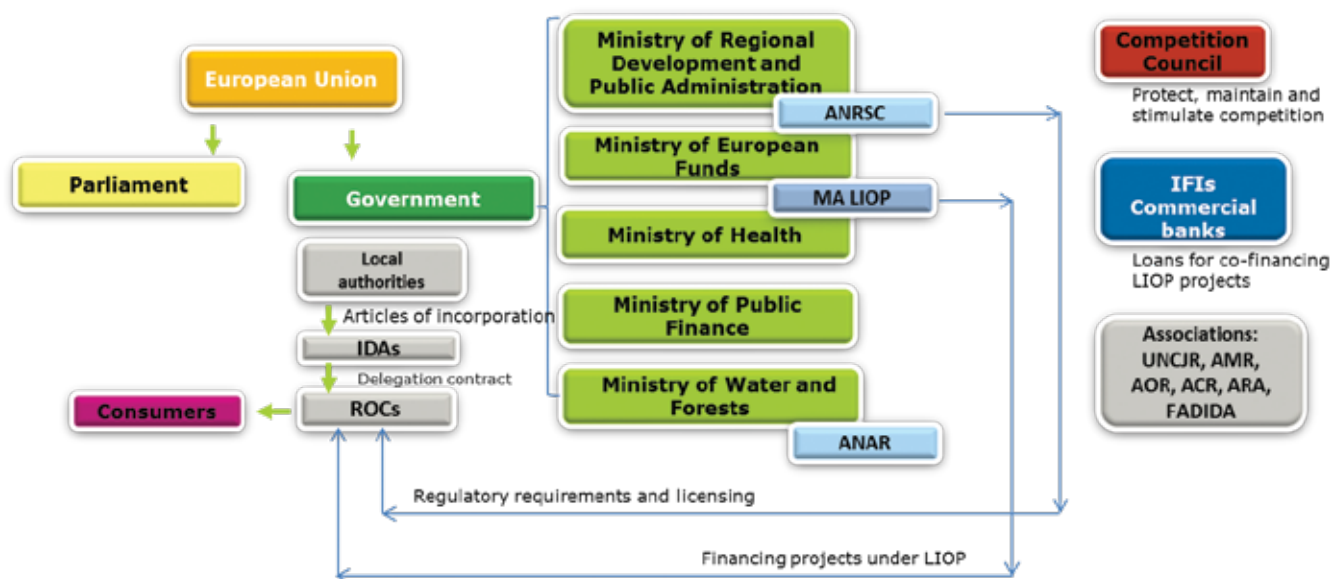 European Union
Parliament
Government
Local
authorities
Articles of incorporation
IDAs
Delegation contract
ROCs
Consumers
Ministry of Regional
Development and
Public Administration
ANRSC
Ministry of European
Funds
MA LIOP
Ministry of Health
Ministry of Public
Finance
Ministry of Water and
Forests
ANAR
Regulatory requirements and licensing
Financing projects under LIOP
Competition
Council
Protect, maintain and
stimulate competition
IFIs
Commercial
banks
Loans for co-financing
LIOP projects
Associations:
UNCJR, AMR,
AOR, ACR, ARA,
FADIDA